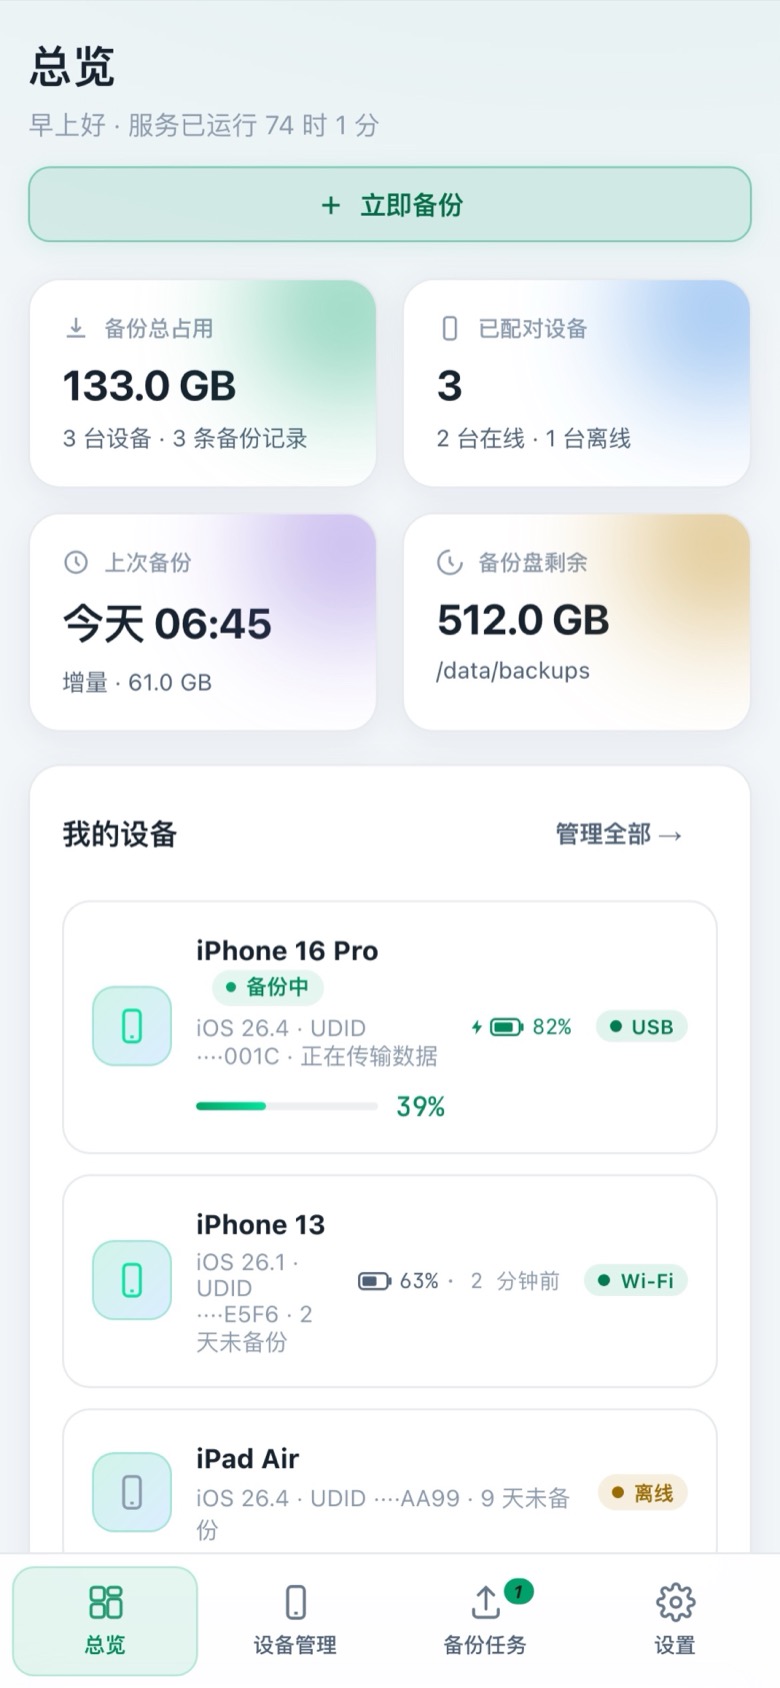 总览
早上好 · 服务已运行 74 时 1 分
+ 立即备份
备份总占用
133.0 GB
3 台设备 · 3 条备份记录
已配对设备
3
2 台在线 · 1 台离线
上次备份
今天 06:45
增量 · 61.0 GB
备份盘剩余
512.0 GB
/data/backups
我的设备
管理全部 →
iPhone 16 Pro
备份中
iOS 26.4 · UDID
····001C · 正在传输数据
82%
USB
39%
iPhone 13
iOS 26.1 ·
UDID
····E5F6 · 2
天未备份
63% · 2 分钟前
Wi-Fi
iPad Air
iOS 26.4 · UDID ····AA99 · 9 天未备
份
离线
总览
设备管理
备份任务
1
设置